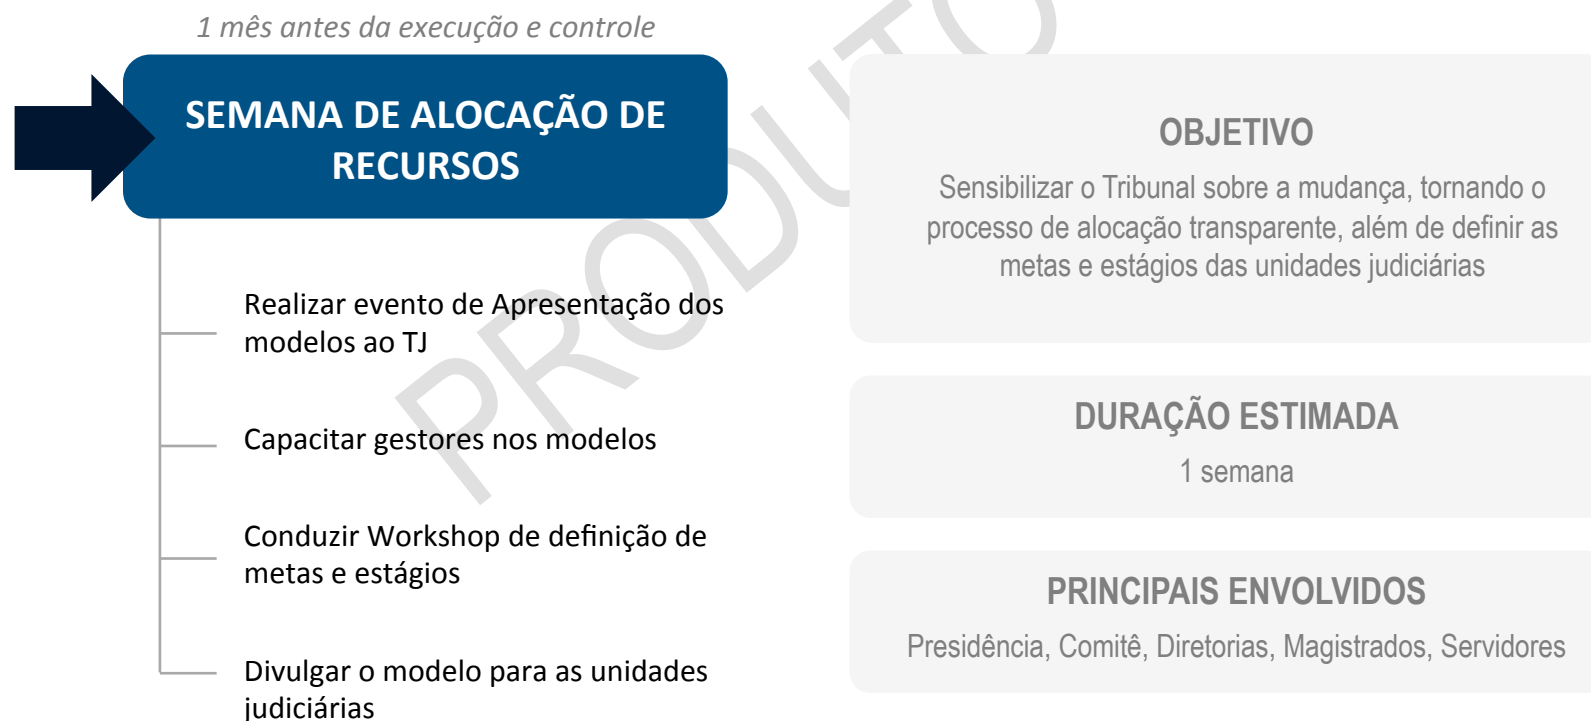 1 mês antes da execução e controle
SEMANA DE ALOCAÇÃO DE
RECURSOS
Realizar evento de Apresentação dos
modelos ao TJ
Capacitar gestores nos modelos
Conduzir Workshop de definição de
metas e estágios
Divulgar o modelo para as unidades
judiciárias
OBJETIVO
Sensibilizar o Tribunal sobre a mudança, tornando o
processo de alocação transparente, além de definir as
metas e estágios das unidades judiciárias
DURAÇÃO ESTIMADA
1 semana
PRINCIPAIS ENVOLVIDOS
Presidência, Comitê, Diretorias, Magistrados, Servidores
PRODUTO